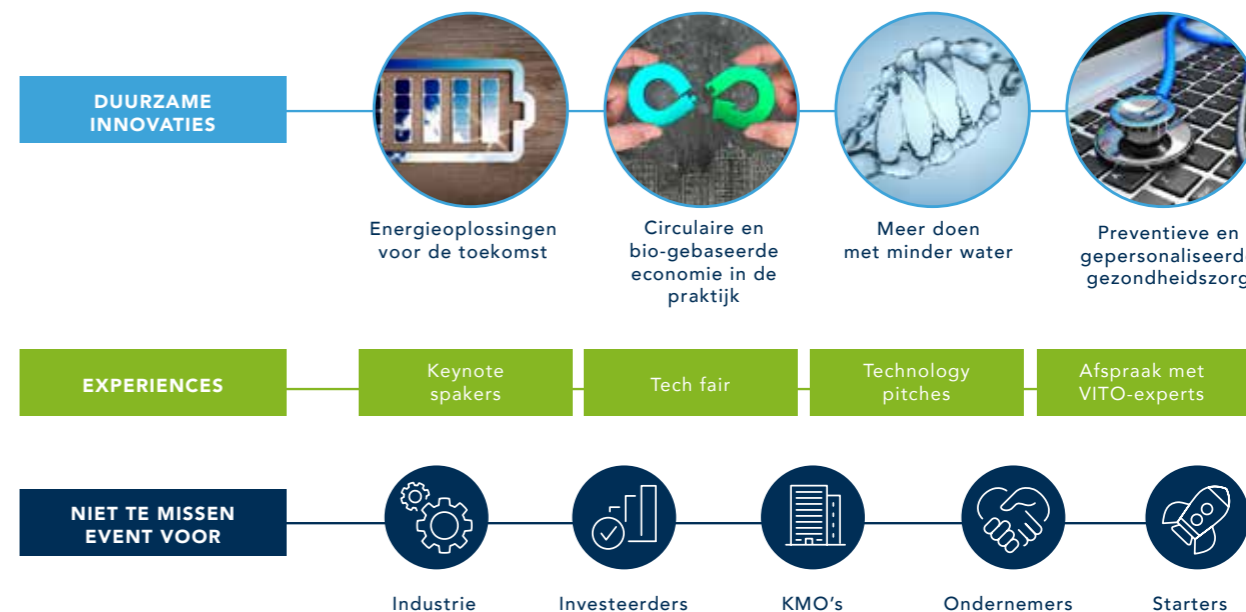 DUURZAME
INNOVATIES
Energieoplossingen
voor de toekomst
Circulaire en
bio-gebaseerde
economie in de
praktijk
Meer doen
met minder water
Preventieve en
gepersonaliseerde
gezondheidszorg
EXPERIENCES
Keynote
spakers
Tech fair
Technology
pitches
Afspraak met
VITO-experts
NIET TE MISSEN
EVENT VOOR
Industrie
Investeerders
KMO's
Ondernemers
Starters